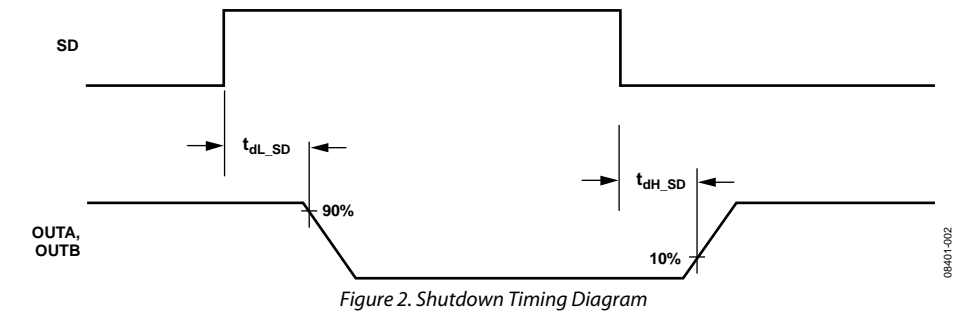 SD
tdL_SD
tdH_SD
90%
OUTA,
OUTB
10%
08401-002
Figure 2. Shutdown Timing Diagram